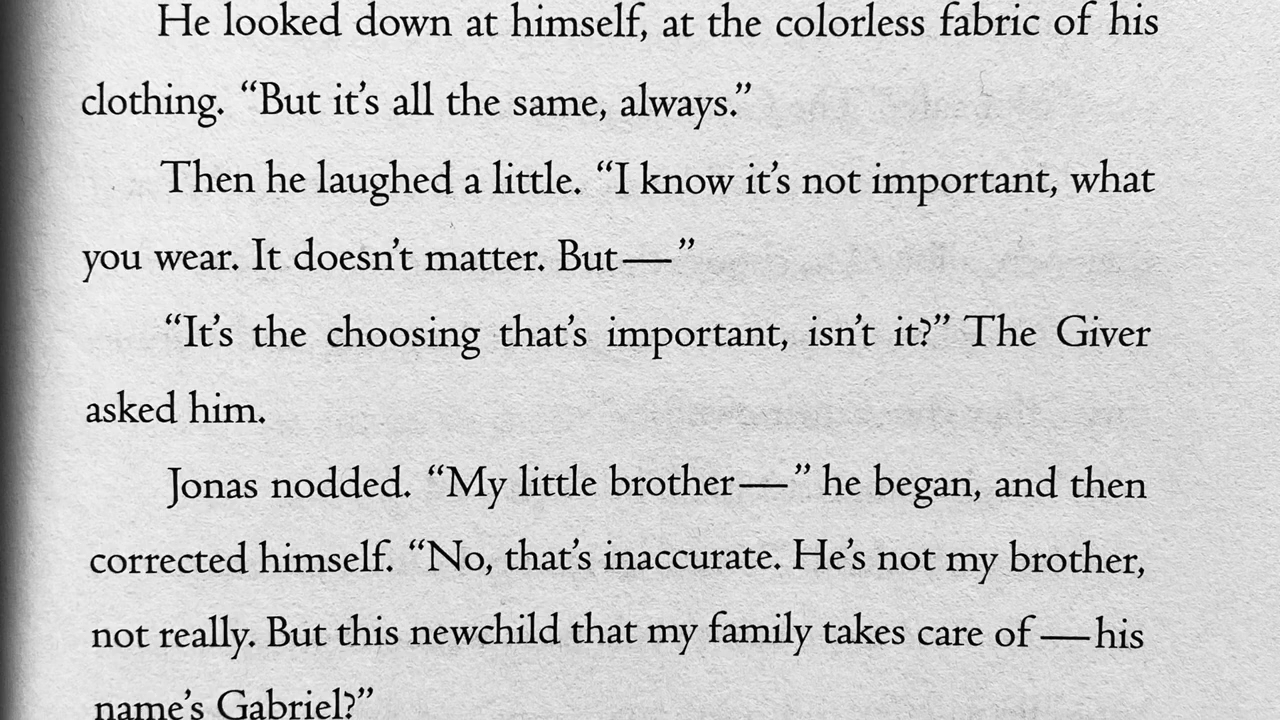 He looked down at himself, at the colorless fabric of his
clothing. “But it’s all the same, always.”
Then he laughed a little. “I know it’s not important, what
you wear. It doesn’t matter. But—”
“It’s the choosing that’s important, isn’t it?” The Giver
asked him.
Jonas nodded. “My little brother—” he began, and then
corrected himself. “No, that’s inaccurate. He’s not my brother,
not really. But this newchild that my family takes care of—his
name’s Gabriel?”